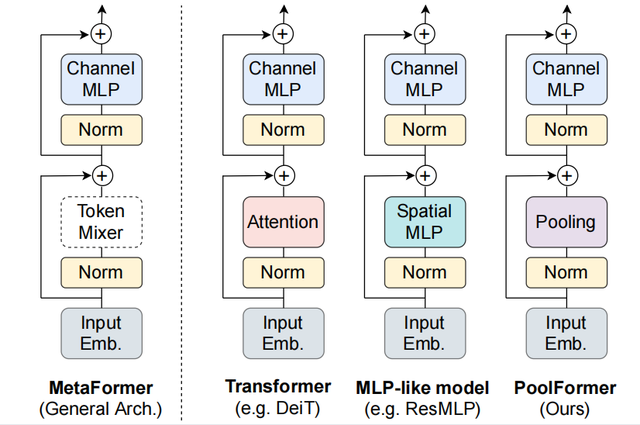 +
Channel
MLP
Norm
+
Token
Mixer
Norm
Input
Emb.
MetaFormer
(General Arch.)
+
Channel
MLP
Norm
+
Attention
Norm
Input
Emb.
Transformer
(e.g. DeiT)
+
Channel
MLP
Norm
+
Spatial
MLP
Norm
Input
Emb.
MLP-like model
(e.g. ResMLP)
+
Channel
MLP
Norm
+
Pooling
Norm
Input
Emb.
PoolFormer
(Ours)